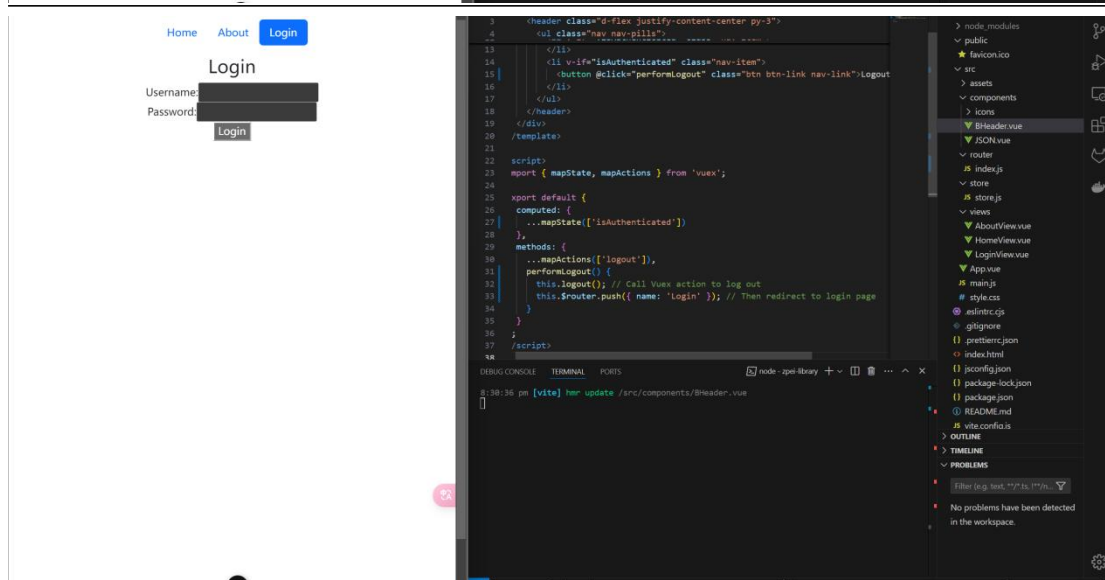 Home About Login
Login
Username:
Password:
Login
3 <header class="d-flex justify-content-center py-3">
4 <ul class="nav nav-pills">
13 </li>
14 <li v-if="isAuthenticated" class="nav-item">
15 <button @click="performLogout" class="btn btn-link nav-link">Logout
16 </li>
17 </ul>
18 </header>
19 </div>
20 /template>
21
22 script>
23 mport { mapState, mapActions } from 'vuex';
24
25 xport default {
26 computed: {
27 ...mapState(['isAuthenticated'])
28 },
29 methods: {
30 ...mapActions(['logout']),
31 performLogout() {
32 this.logout(); // Call Vuex action to log out
33 this.$router.push({ name: 'Login' }); // Then redirect to login page
34 }
35 }
36 ;
37 /script>
38
DEBUG CONSOLE TERMINAL PORTS node - zpei-library
8:30:36 pm [vite] hmr update /src/components/BHeader.vue
> node_modules
public
favicon.ico
src
> assets
components
> icons
BHeader.vue
JSON.vue
router
JS index.js
store
JS store.js
views
AboutView.vue
HomeView.vue
LoginView.vue
App.vue
JS main.js
# style.css
.eslintrc.cjs
.gitignore
{} .prettierrc.json
index.html
{} jsconfig.json
{} package-lock.json
{} package.json
README.md
JS vite.config.js
> OUTLINE
> TIMELINE
PROBLEMS
Filter (e.g. text, **/*.ts, !**/n...
No problems have been detected
in the workspace.